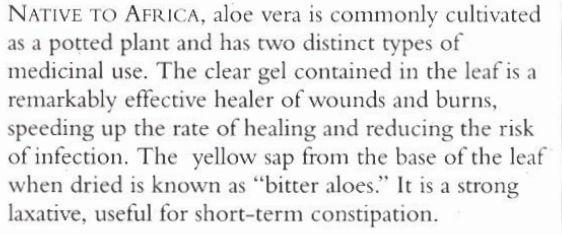 NATIVE TO AFRICA, aloe vera is commonly cultivated
as a potted plant and has two distinct types of
medicinal use. The clear gel contained in the leaf is a
remarkably effective healer of wounds and burns,
speeding up the rate of healing and reducing the risk
of infection. The yellow sap from the base of the leaf
when dried is known as “bitter aloes.” It is a strong
laxative, useful for short-term constipation.